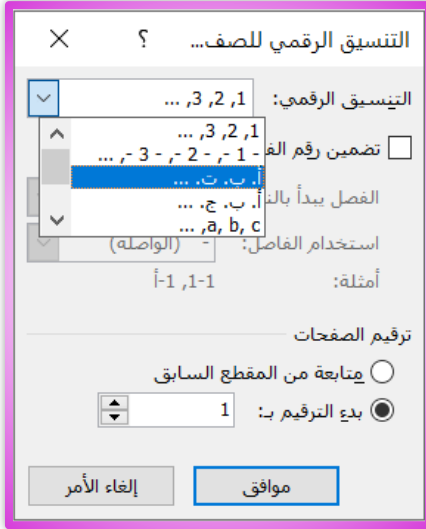 التنسيق الرقمي للصف... ؟
التنسيق الرقمي: 1, 2, 3, ...
1, 2, 3, ...
تضمين رقم الف
- 1 -, - 2 -, - 3 -, ...
أ. ب. ت. ...
الفصل يبدأ بالن
أ. ب. ج. ...
a, b, c, ...
استخدام الفاصل: - (الواصلة)
أمثلة: 1-1, 1-أ
ترقيم الصفحات
متابعة من المقطع السابق
بدء الترقيم بـ: 1
موافق إلغاء الأمر